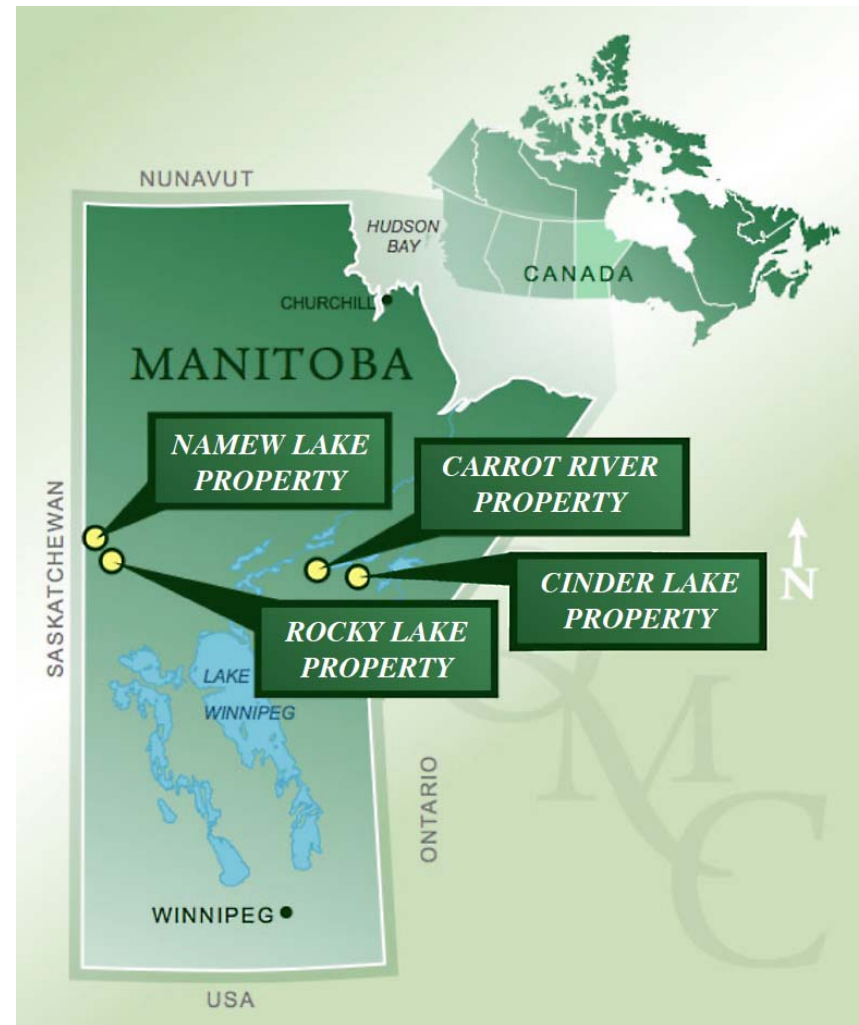 NUNAVUT
HUDSON
BAY
CANADA
CHURCHILL
MANITOBA
NAMEW LAKE
PROPERTY
CARROT RIVER
PROPERTY
SASKATCHEWAN
CINDER LAKE
PROPERTY
N
ROCKY LAKE
PROPERTY
LAKE
WINNIPEG
QMC
ONTARIO
WINNIPEG
USA